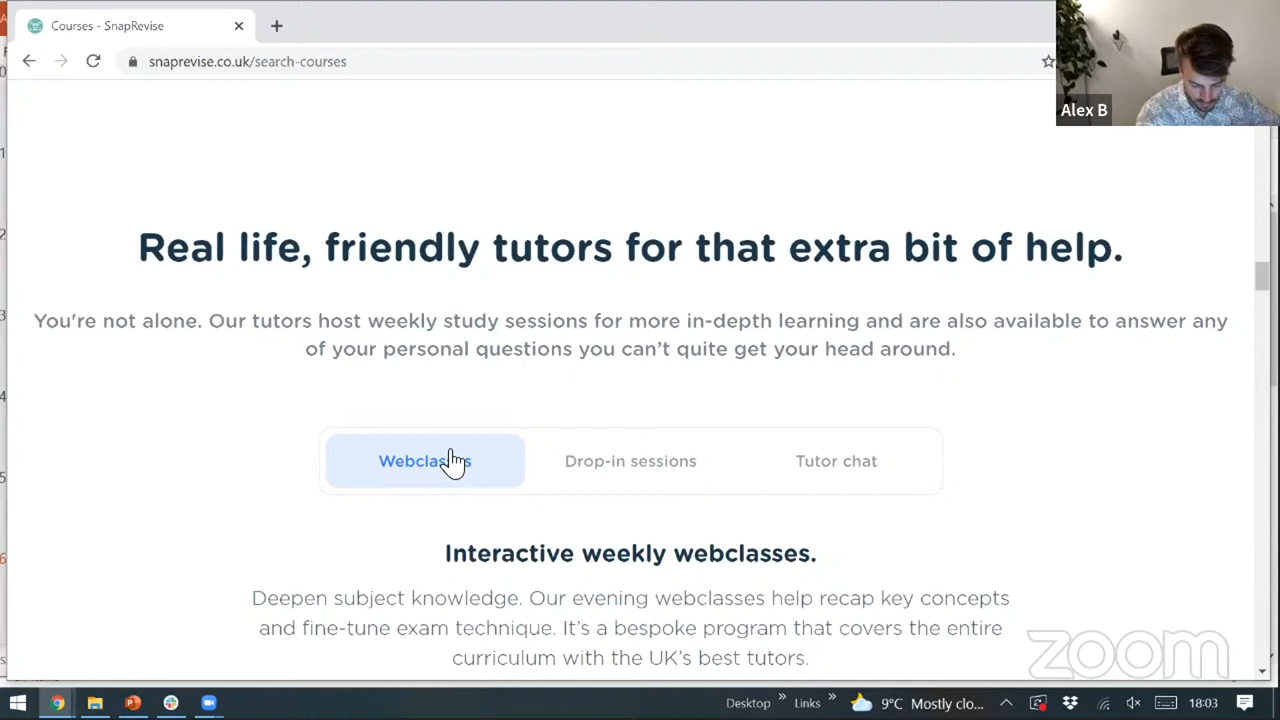 Courses - SnapRevise
snaprevise.co.uk/search-courses
Alex B
Real life, friendly tutors for that extra bit of help.
You're not alone. Our tutors host weekly study sessions for more in-depth learning and are also available to answer any
of your personal questions you can’t quite get your head around.
Webclasses
Drop-in sessions
Tutor chat
Interactive weekly webclasses.
Deepen subject knowledge. Our evening webclasses help recap key concepts
and fine-tune exam technique. It’s a bespoke program that covers the entire
curriculum with the UK’s best tutors.
zoom
Desktop
Links
9°C Mostly clo...
18:03